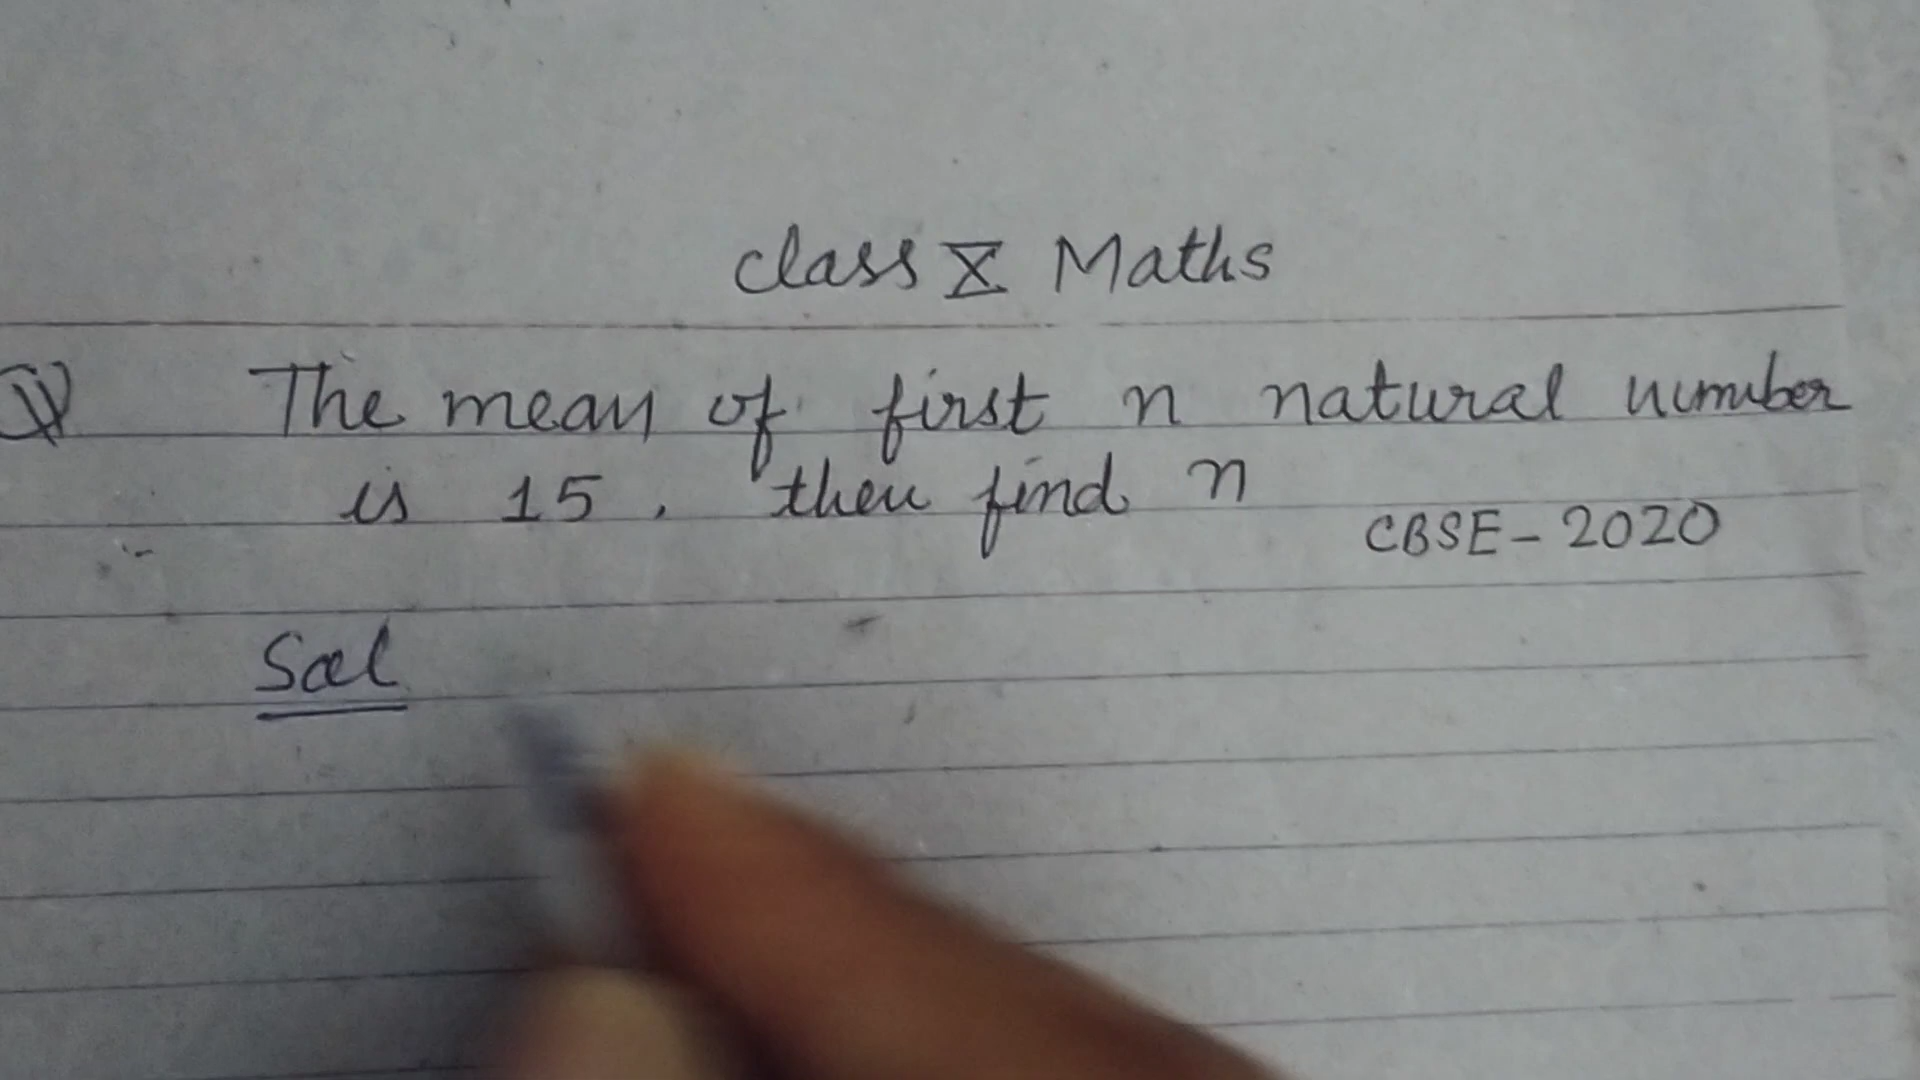 class X Maths
Q The mean of first n natural number
is 15. then find n
CBSE-2020
Sol